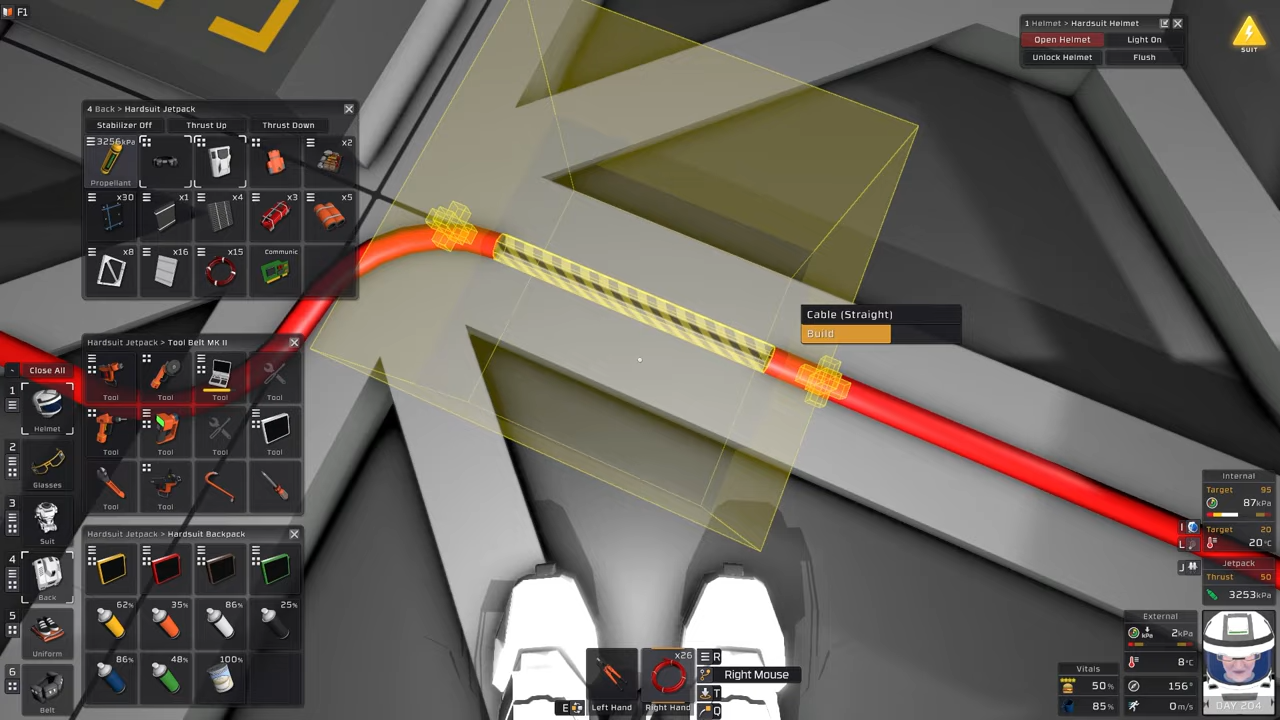 F1
1 Helmet > Hardsuit Helmet
Open Helmet
Light On
Unlock Helmet
Flush
SUIT
4 Back > Hardsuit Jetpack
Stabilizer Off
Thrust Up
Thrust Down
3256kPa
Propellant
x2
x30
x1
x4
x3
x5
x8
x16
x15
Communic
Cable (Straight)
Build
Hardsuit Jetpack > Tool Belt MK II
Tool
Tool
Tool
Tool
Tool
Tool
Tool
Tool
Tool
Tool
Tool
Tool
Close All
1
Helmet
2
Glasses
3
Suit
4
Back
5
Uniform
6
Belt
Hardsuit Jetpack > Hardsuit Backpack
62%
35%
86%
25%
86%
48%
100%
E
Left Hand
x26
Right Hand
R
Right Mouse
T
Q
Internal
Target 95
87kPa
Target 20
20°C
Jetpack
Thrust 50
3253kPa
I
L
J
External
kPa
2kPa
8°C
156°
0m/s
Vitals
50%
85%
DAY 204